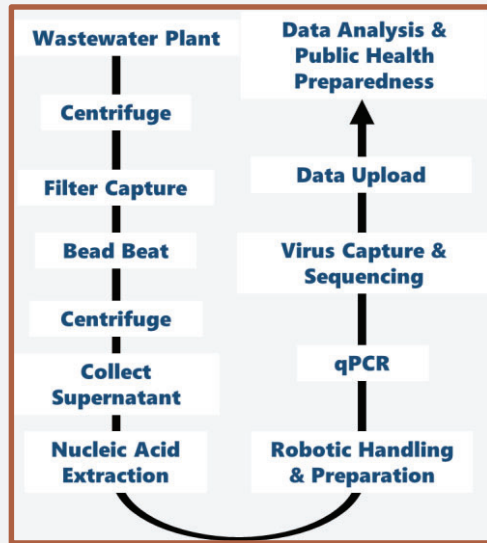 Wastewater Plant
Centrifuge
Filter Capture
Bead Beat
Centrifuge
Collect
Supernatant
Nucleic Acid
Extraction
Robotic Handling
& Preparation
qPCR
Virus Capture &
Sequencing
Data Upload
Data Analysis &
Public Health
Preparedness